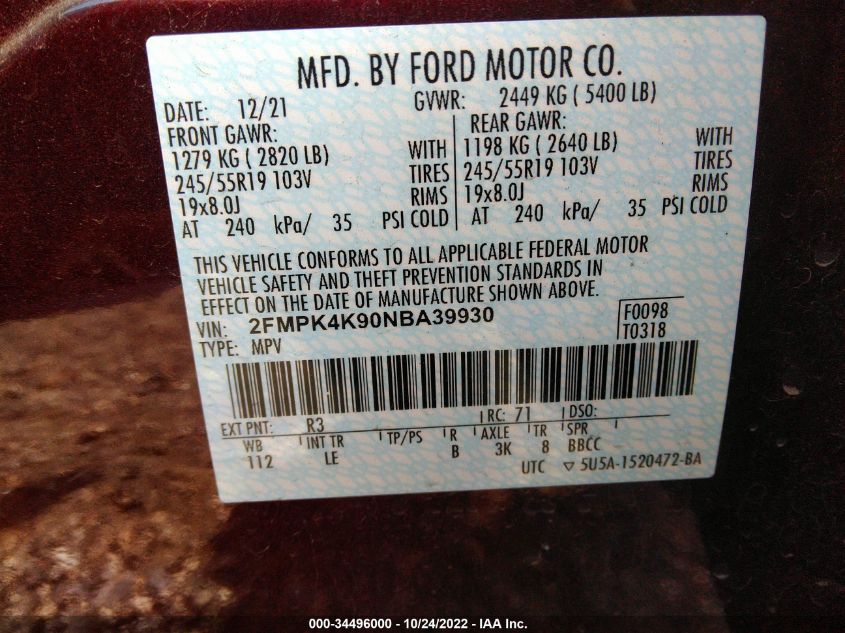 MFD. BY FORD MOTOR CO.
DATE: 12/21 GVWR: 2449 KG ( 5400 LB)
FRONT GAWR: REAR GAWR:
1279 KG ( 2820 LB) WITH 1198 KG ( 2640 LB) WITH
245/55R19 103V TIRES 245/55R19 103V TIRES
19x8.0J RIMS 19x8.0J RIMS
AT 240 kPa/ 35 PSI COLD AT 240 kPa/ 35 PSI COLD
THIS VEHICLE CONFORMS TO ALL APPLICABLE FEDERAL MOTOR
VEHICLE SAFETY AND THEFT PREVENTION STANDARDS IN
EFFECT ON THE DATE OF MANUFACTURE SHOWN ABOVE.
VIN: 2FMPK4K90NBA39930 F0098
TYPE: MPV T0318
EXT PNT: R3 RC: 71 DSO:
WB INT TR TP/PS R AXLE TR SPR
112 LE B 3K 8 BBCC
UTC ▽ 5U5A-1520472-BA
000-34496000 - 10/24/2022 - IAA Inc.